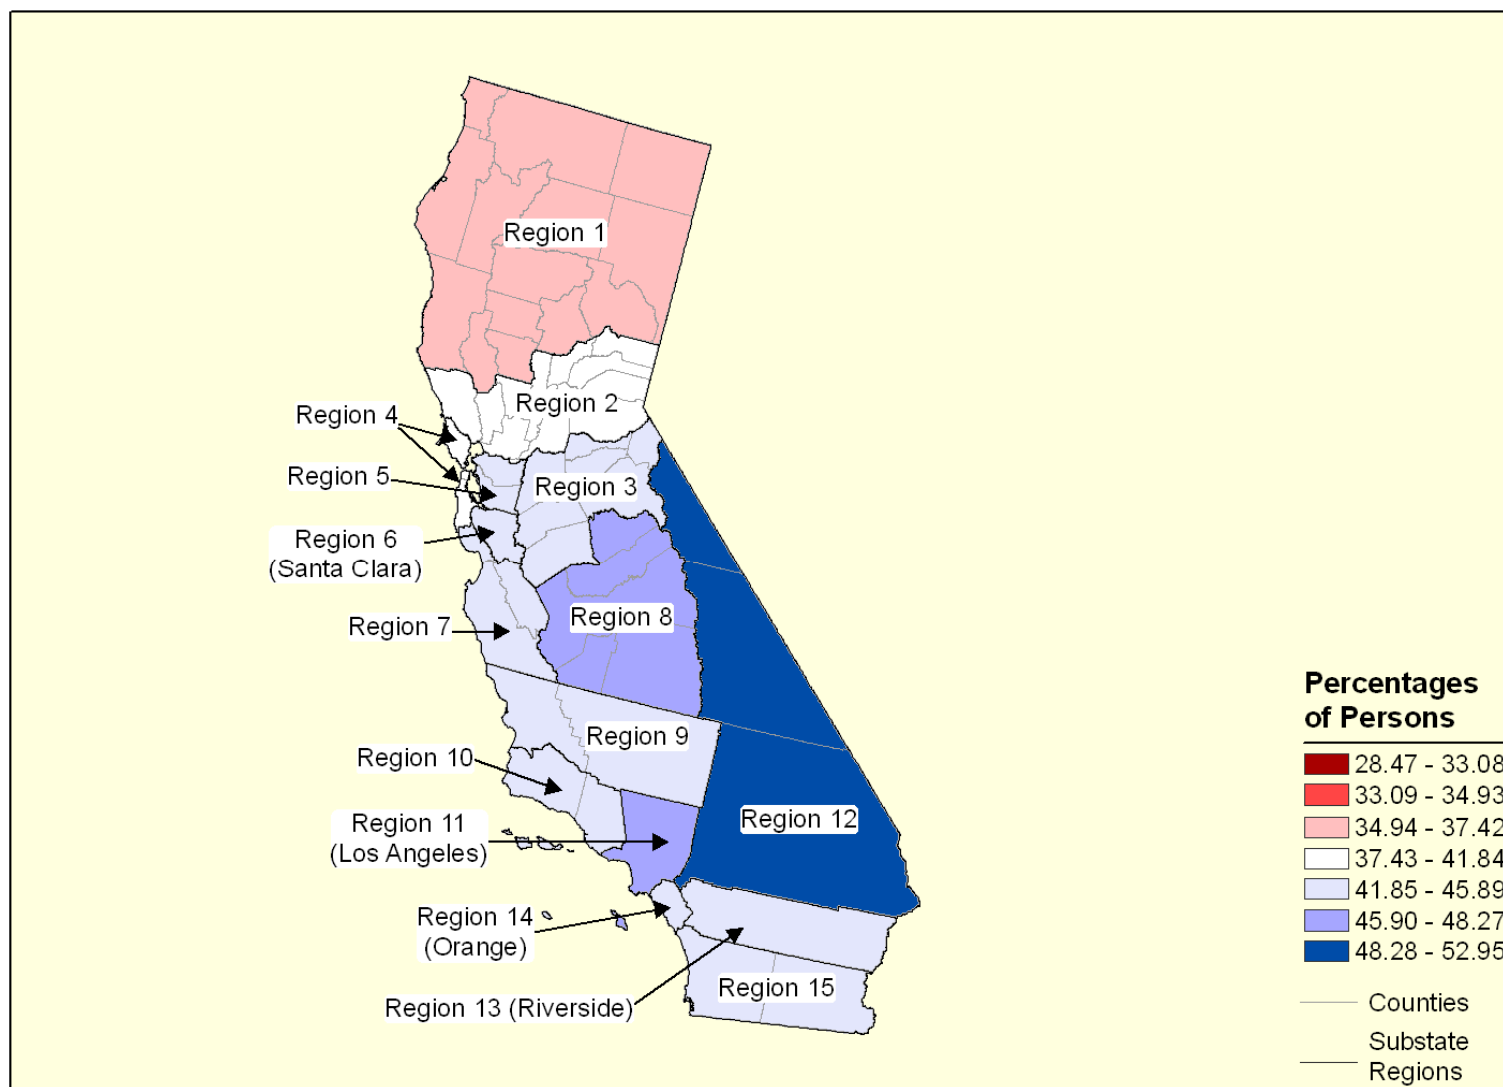 Region 1
Region 2
Region 4
Region 5
Region 3
Region 6
(Santa Clara)
Region 7
Region 8
Region 9
Region 10
Region 11
(Los Angeles)
Region 12
Region 14
(Orange)
Region 13 (Riverside)
Region 15
Percentages
of Persons
28.47 - 33.08
33.09 - 34.93
34.94 - 37.42
37.43 - 41.84
41.85 - 45.89
45.90 - 48.27
48.28 - 52.95
Counties
Substate
Regions